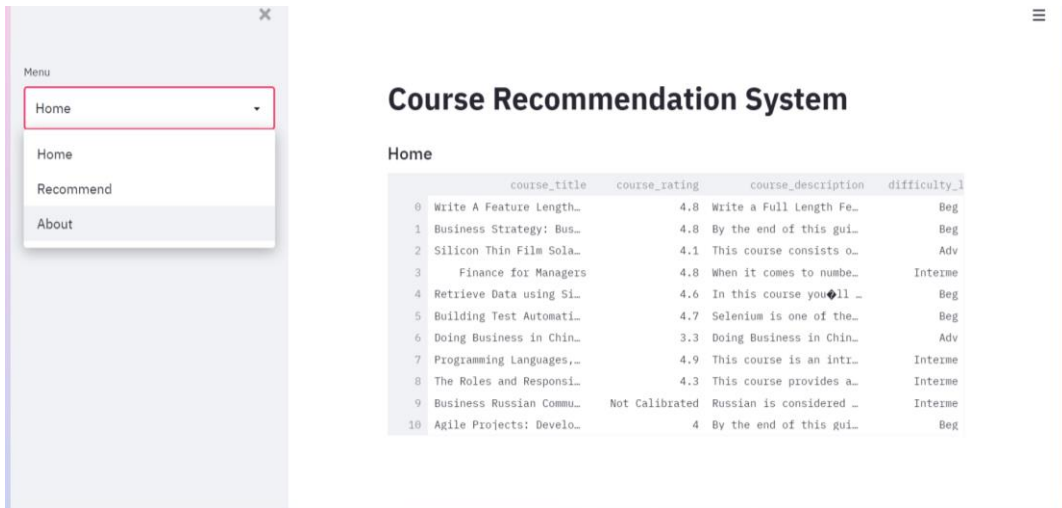 Menu
Home
Home
Recommend
About
Course Recommendation System
Home
course_title course_rating course_description difficulty_l
0 Write A Feature Length… 4.8 Write a Full Length Fe… Beg
1 Business Strategy: Bus… 4.8 By the end of this gui… Beg
2 Silicon Thin Film Sola… 4.1 This course consists o… Adv
3 Finance for Managers 4.8 When it comes to numbe… Interme
4 Retrieve Data using Si… 4.6 In this course you�ll … Beg
5 Building Test Automati… 4.7 Selenium is one of the… Beg
6 Doing Business in Chin… 3.3 Doing Business in Chin… Adv
7 Programming Languages,… 4.9 This course is an intr… Interme
8 The Roles and Responsi… 4.3 This course provides a… Interme
9 Business Russian Commu… Not Calibrated Russian is considered … Interme
10 Agile Projects: Develo… 4 By the end of this gui… Beg